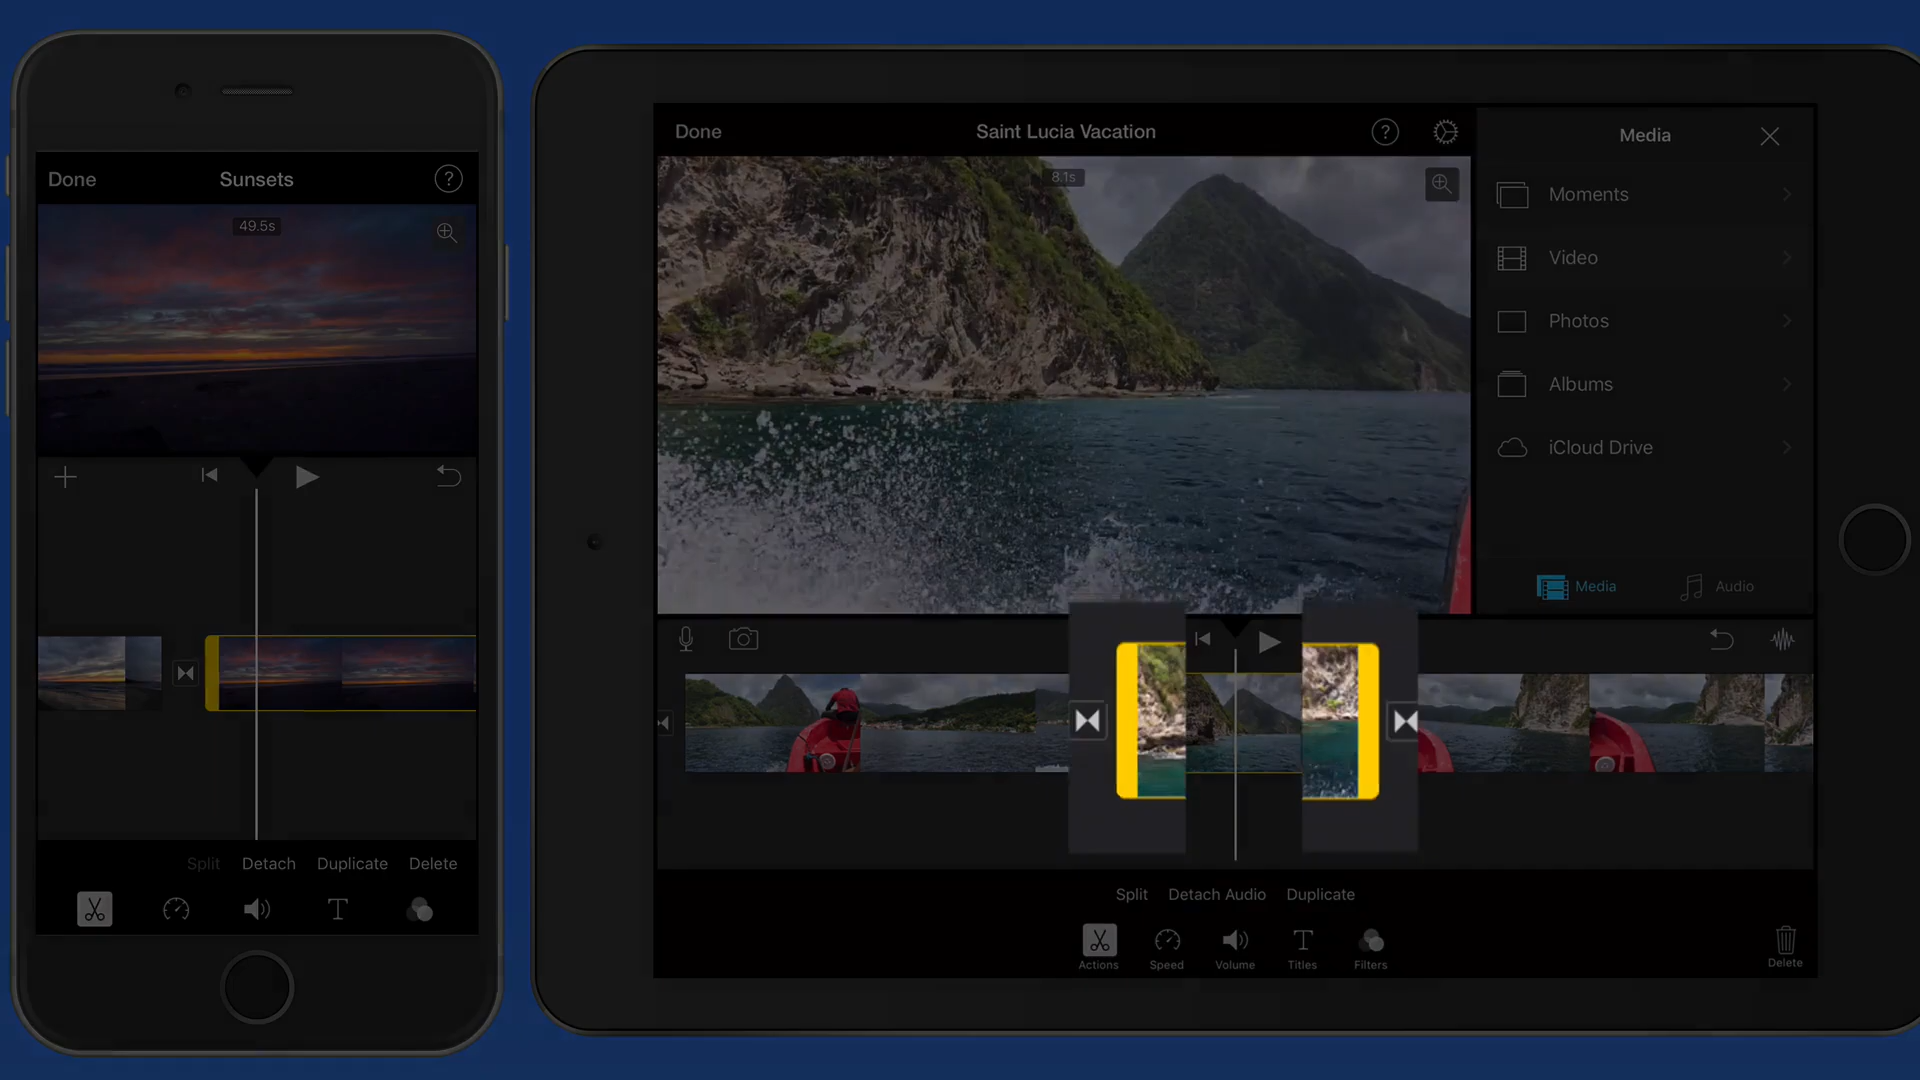 Done
Sunsets
?
49.5s
Split
Detach
Duplicate
Delete
T
Done
Saint Lucia Vacation
?
8.1s
Media
Moments
Video
Photos
Albums
iCloud Drive
Media
Audio
Split
Detach Audio
Duplicate
T
Actions
Speed
Volume
Titles
Filters
Delete